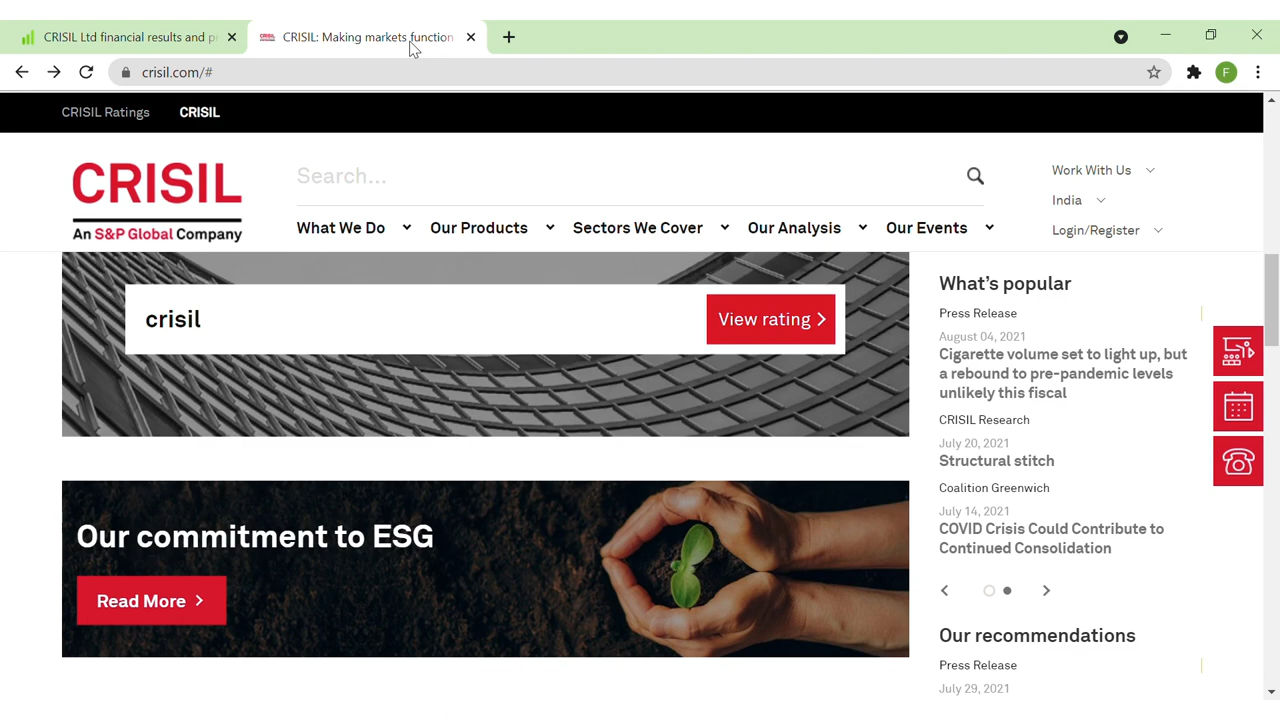 CRISIL Ltd financial results and p
CRISIL: Making markets function
crisil.com/#
F
CRISIL Ratings
CRISIL
CRISIL
An S&P Global Company
Search...
Work With Us
India
Login/Register
What We Do
Our Products
Sectors We Cover
Our Analysis
Our Events
crisil
View rating
Our commitment to ESG
Read More
What's popular
Press Release
August 04, 2021
Cigarette volume set to light up, but
a rebound to pre-pandemic levels
unlikely this fiscal
CRISIL Research
July 20, 2021
Structural stitch
Coalition Greenwich
July 14, 2021
COVID Crisis Could Contribute to
Continued Consolidation
Our recommendations
Press Release
July 29, 2021